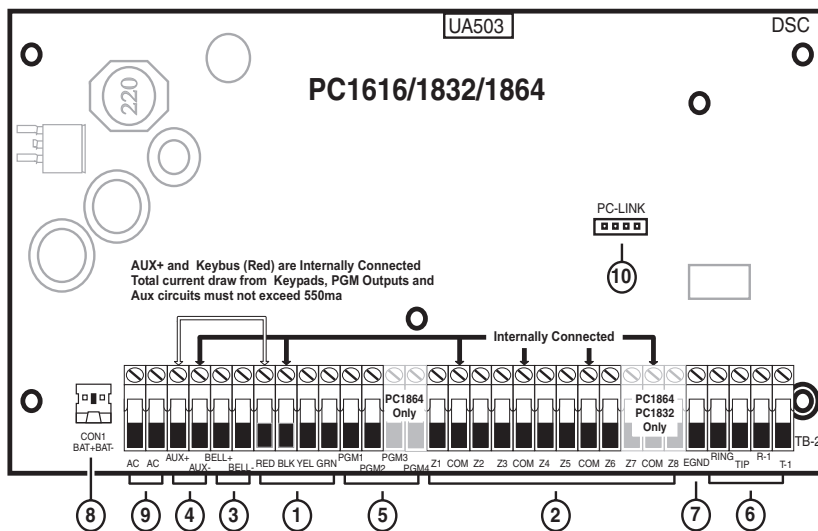 UA503
DSC
220
PC1616/1832/1864
PC-LINK
10
AUX+ and Keybus (Red) are Internally Connected
Total current draw from Keypads, PGM Outputs and
Aux circuits must not exceed 550ma
Internally Connected
PC1864
Only
PC1864
PC1832
Only
CON1
BAT+BAT-
TB-2
AC AC AUX+ AUX- BELL+ BELL- RED BLK YEL GRN PGM1 PGM2 PGM3 PGM4 Z1 COM Z2 Z3 COM Z4 Z5 COM Z6 Z7 COM Z8 EGND RING TIP R-1 T-1
8 9 4 3 1 5 2 7 6